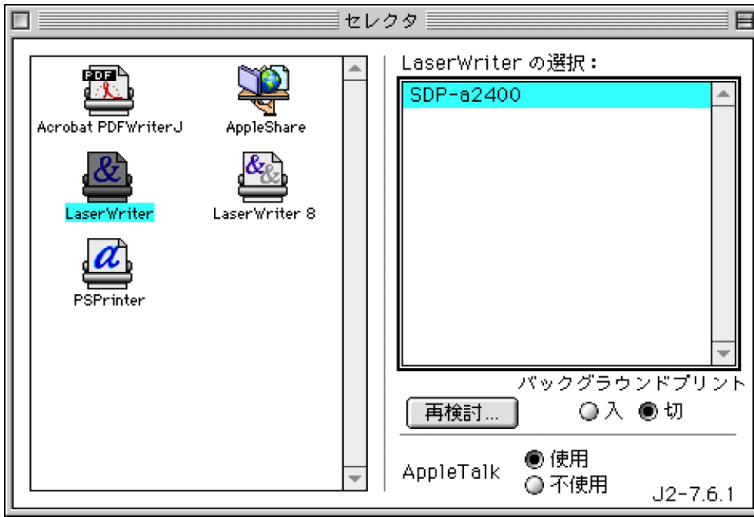 セレクタ
PDF
Acrobat PDFWriterJ
AppleShare
LaserWriter
LaserWriter 8
PSPrinter
LaserWriter の選択：
SDP-a2400
バックグラウンドプリント
再検討...
入 切
AppleTalk
使用
不使用
J2-7.6.1